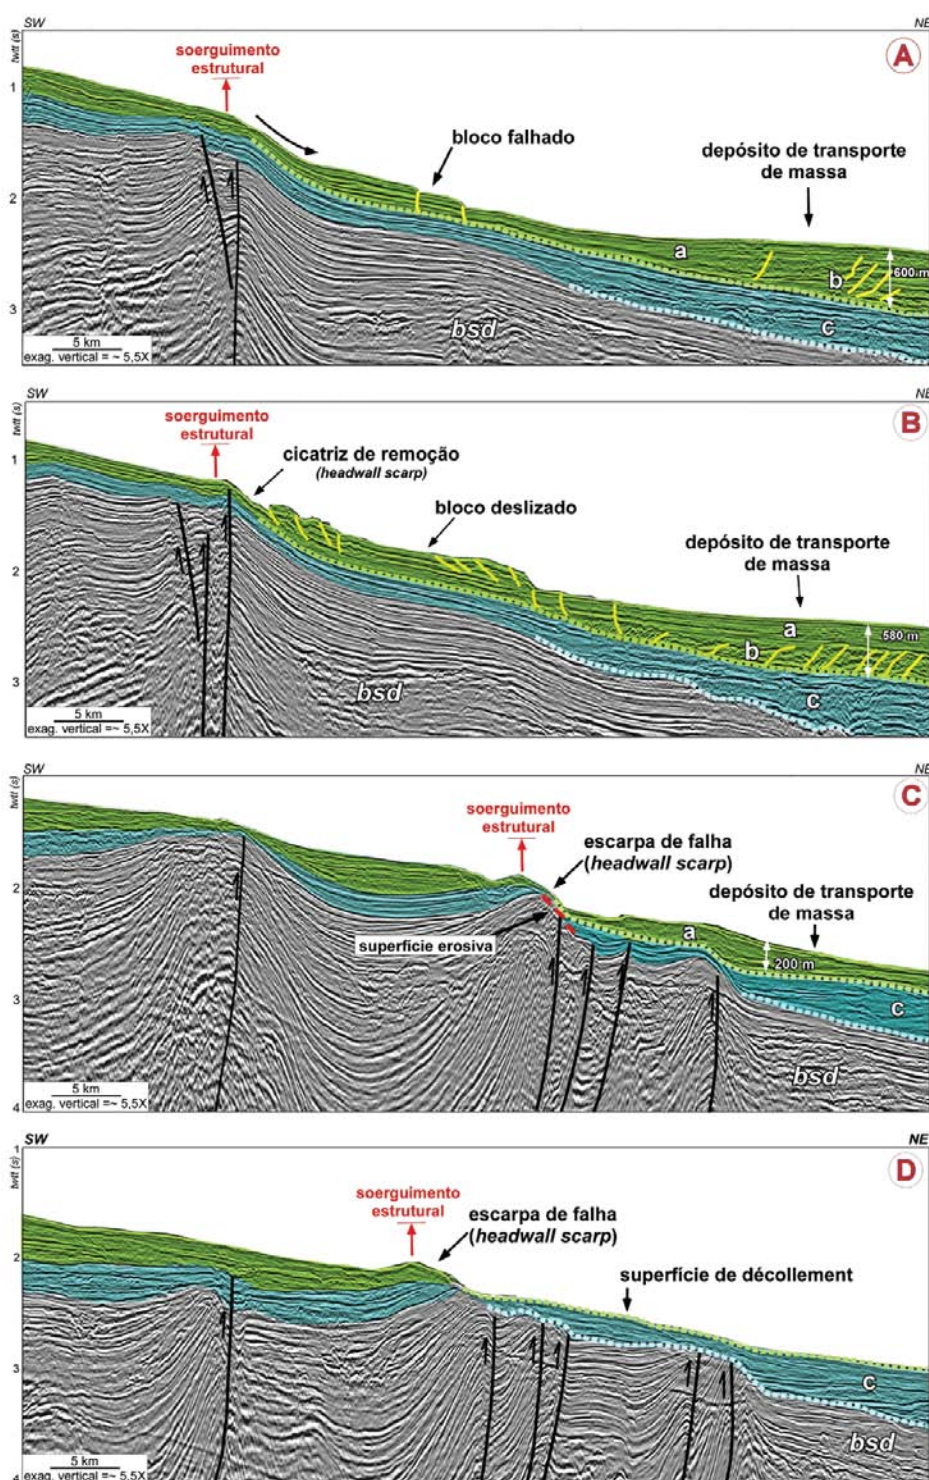 SW
NE
A
twtt (s)
soerguimento
estrutural
1
bloco falhado
depósito de transporte
de massa
2
a
b
600 m
3
c
bsd
5 km
exag. vertical =~ 5,5X
SW
NE
B
twtt (s)
soerguimento
estrutural
cicatriz de remoção
(headwall scarp)
1
bloco deslizado
depósito de transporte
de massa
2
a
580 m
b
3
c
bsd
5 km
exag. vertical =~ 5,5X
SW
NE
C
twtt (s)
soerguimento
estrutural
escarpa de falha
(headwall scarp)
2
depósito de transporte
de massa
a
superfície erosiva
200 m
3
c
bsd
5 km
exag. vertical =~ 5,5X
4
SW
NE
1
D
twtt (s)
soerguimento
estrutural
escarpa de falha
(headwall scarp)
2
superfície de décollement
3
c
bsd
5 km
exag. vertical =~ 5,5X
4